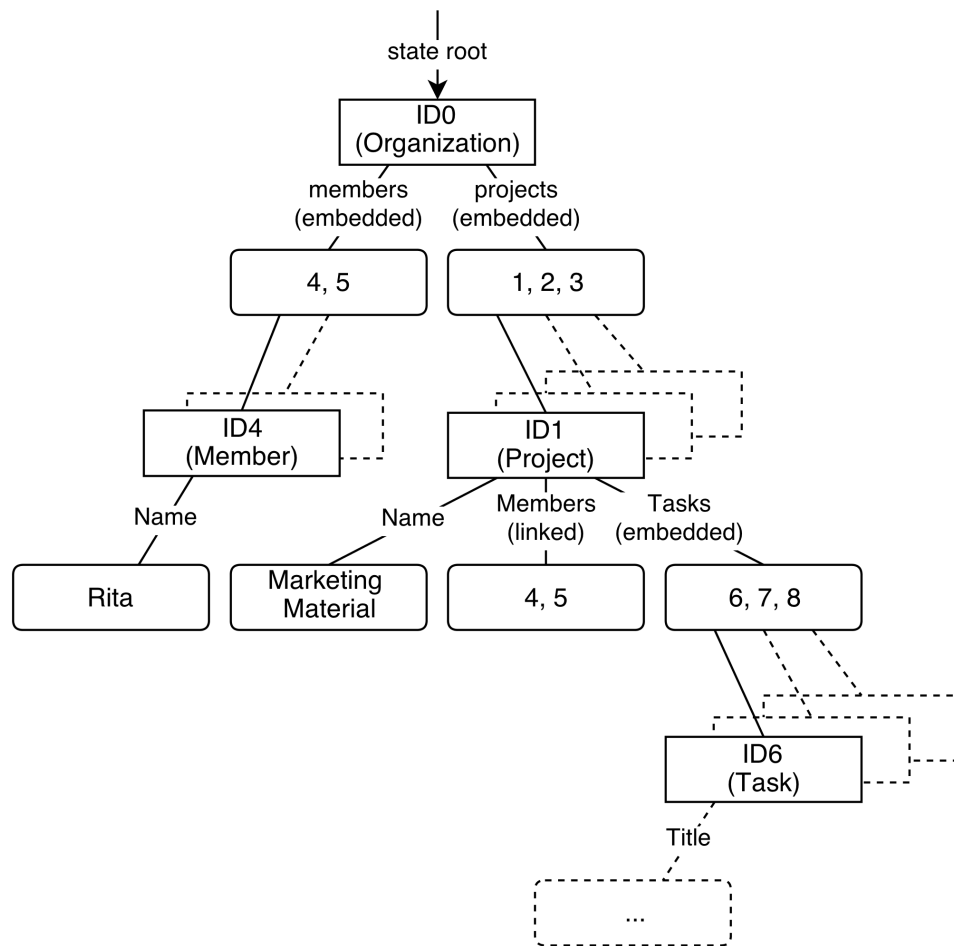 state root
ID0
(Organization)
members
(embedded)
projects
(embedded)
4, 5
1, 2, 3
ID4
(Member)
ID1
(Project)
Name
Name
Members
(linked)
Tasks
(embedded)
Rita
Marketing
Material
4, 5
6, 7, 8
ID6
(Task)
Title
...